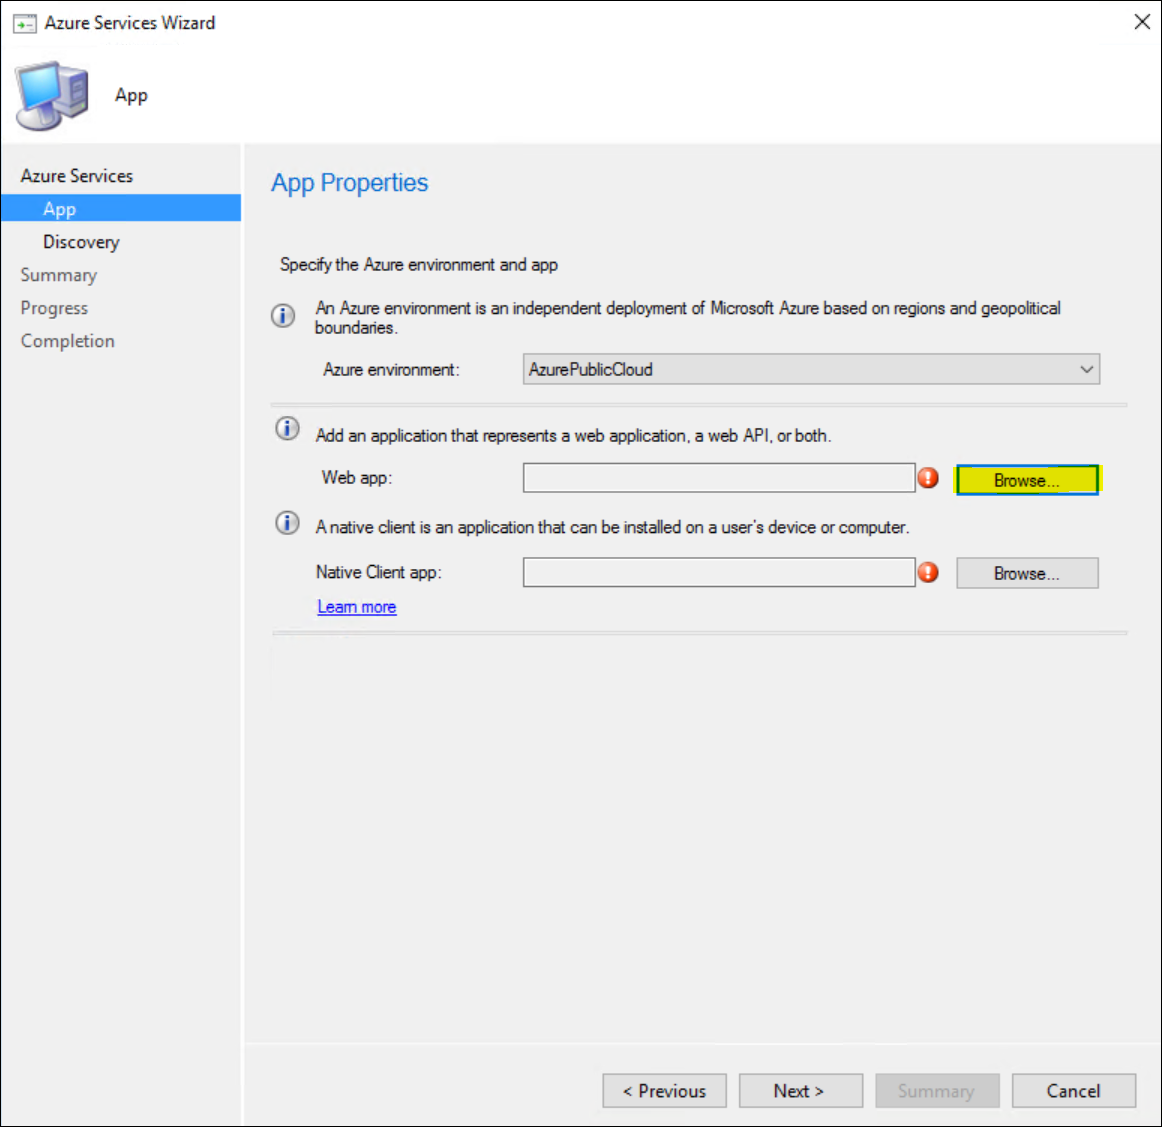 Azure Services Wizard
App
Azure Services
App
Discovery
Summary
Progress
Completion
App Properties
Specify the Azure environment and app
An Azure environment is an independent deployment of Microsoft Azure based on regions and geopolitical
boundaries.
Azure environment: AzurePublicCloud
Add an application that represents a web application, a web API, or both.
Web app: Browse...
A native client is an application that can be installed on a user's device or computer.
Native Client app: Browse...
Learn more
< Previous Next > Summary Cancel